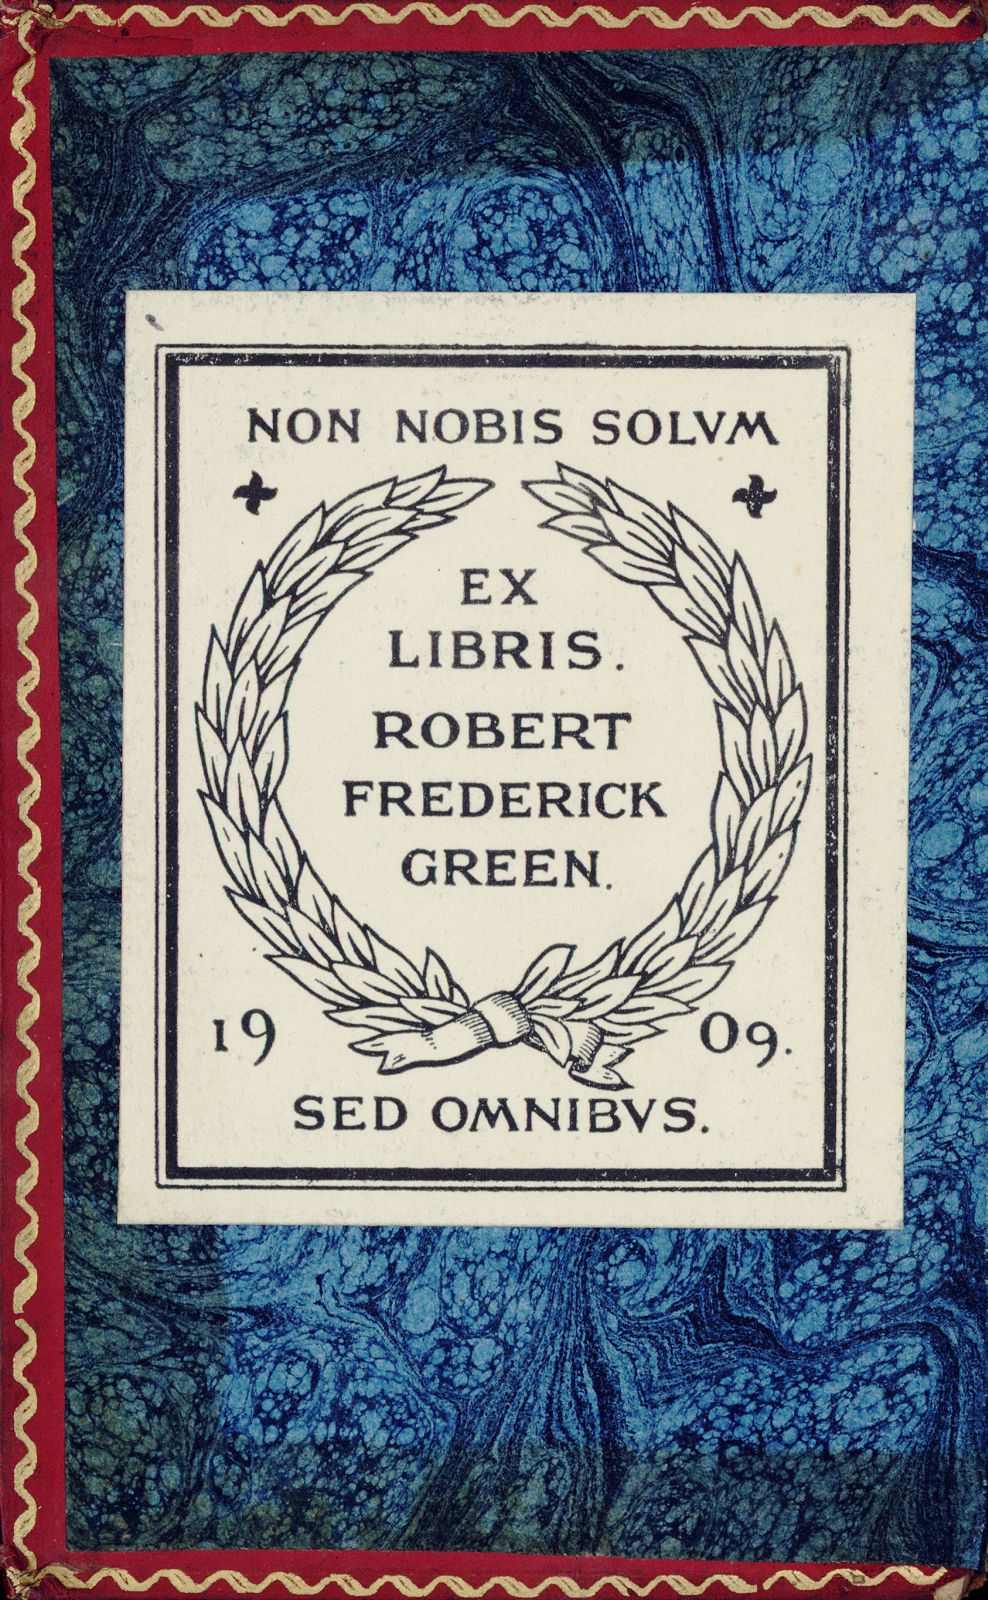 NON NOBIS SOLVM
EX
LIBRIS.
ROBERT
FREDERICK
GREEN.
19 09.
SED OMNIBVS.